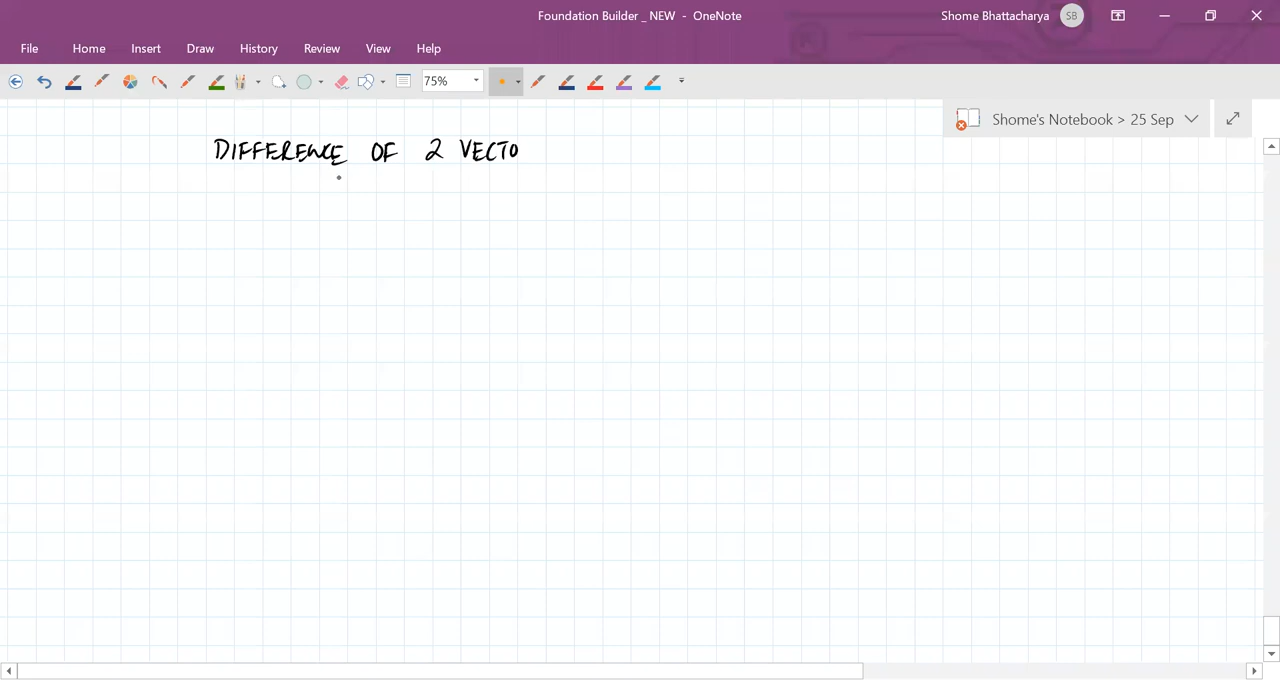 Foundation Builder _ NEW - OneNote
Shome Bhattacharya SB
File Home Insert Draw History Review View Help
75%
Shome's Notebook > 25 Sep
DIFFERENCE OF 2 VECTO